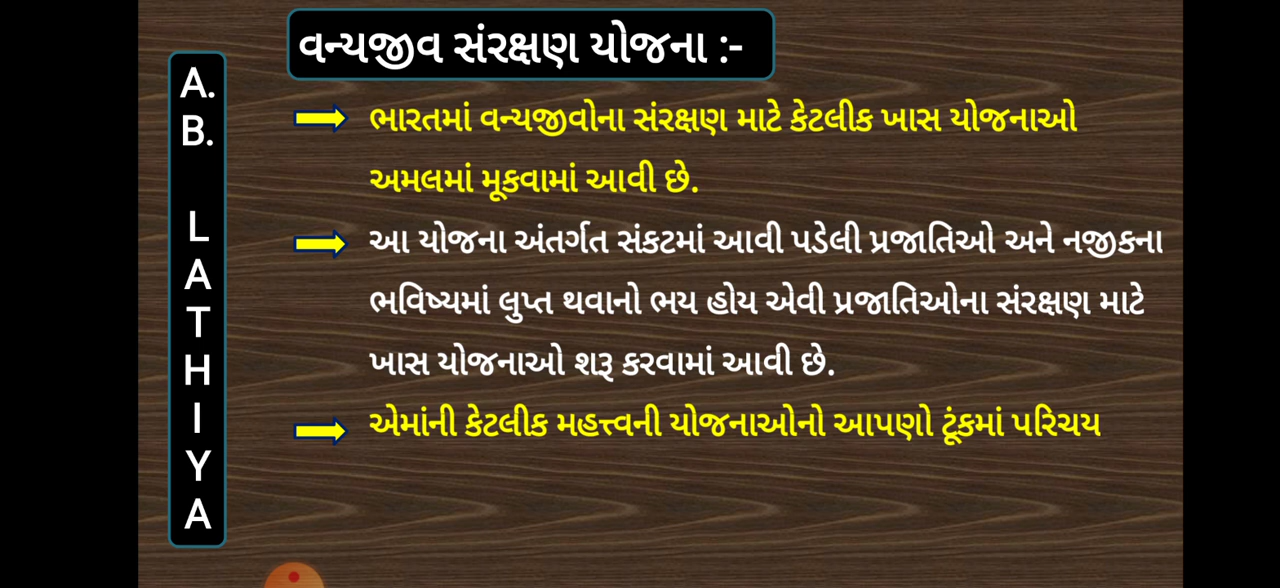 વન્યજીવ સંરક્ષણ યોજના :-
A.
B.
L
A
T
H
I
Y
A
ભારતમાં વન્યજીવોના સંરક્ષણ માટે કેટલીક ખાસ યોજનાઓ
અમલમાં મૂકવામાં આવી છે.
આ યોજના અંતર્ગત સંકટમાં આવી પડેલી પ્રજાતિઓ અને નજીકના
ભવિષ્યમાં લુપ્ત થવાનો ભય હોય એવી પ્રજાતિઓના સંરક્ષણ માટે
ખાસ યોજનાઓ શરૂ કરવામાં આવી છે.
એમાંની કેટલીક મહત્ત્વની યોજનાઓનો આપણો ટૂંકમાં પરિચય